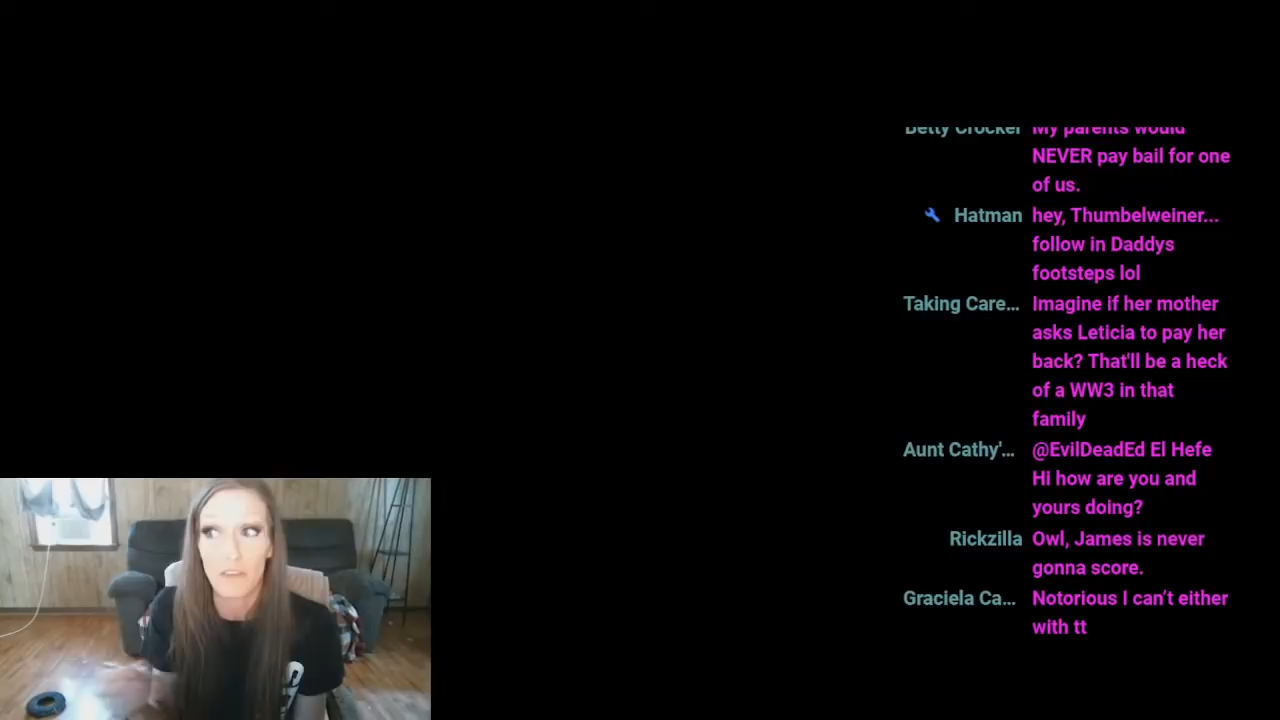 Betty Crocker My parents would
NEVER pay bail for one
of us.
Hatman hey, Thumbelweiner...
follow in Daddys
footsteps lol
Taking Care... Imagine if her mother
asks Leticia to pay her
back? That'll be a heck
of a WW3 in that
family
Aunt Cathy'... @EvilDeadEd El Hefe
Hi how are you and
yours doing?
Rickzilla Owl, James is never
gonna score.
Graciela Ca... Notorious I can’t either
with tt